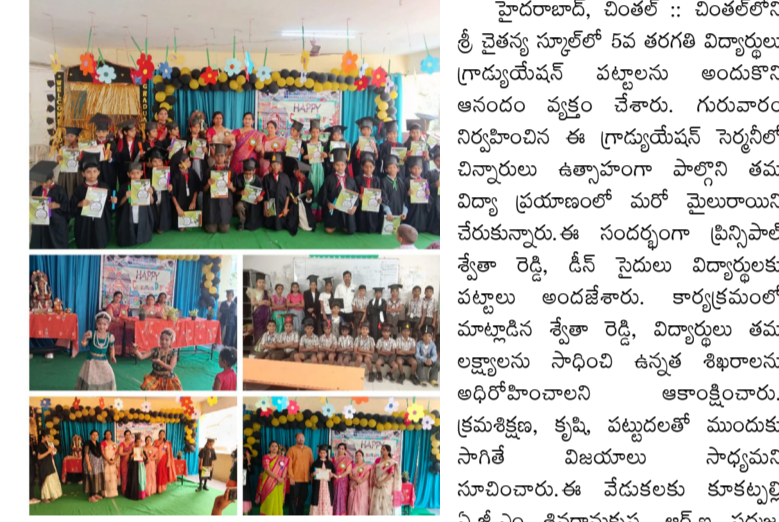 WELCOME
GRADUA
HAPPY
HAPPY
HAPPY
హైదరాబాద్, చింతల్ :: చింతల్‌లోని
శ్రీ చైతన్య స్కూల్‌లో 5వ తరగతి విద్యార్థులు
గ్రాడ్యుయేషన్ పట్టాలను అందుకొని
ఆనందం వ్యక్తం చేశారు. గురువారం
నిర్వహించిన ఈ గ్రాడ్యుయేషన్ సెర్మనీలో
చిన్నారులు ఉత్సాహంగా పాల్గొని తమ
విద్యా ప్రయాణంలో మరో మైలురాయిని
చేరుకున్నారు.ఈ సందర్భంగా ప్రిన్సిపాల్
శ్వేతా రెడ్డి, డీన్ సైదులు విద్యార్థులకు
పట్టాలు అందజేశారు. కార్యక్రమంలో
మాట్లాడిన శ్వేతా రెడ్డి, విద్యార్థులు తమ
లక్ష్యాలను సాధించి ఉన్నత శిఖరాలను
అధిరోహించాలని ఆకాంక్షించారు.
క్రమశిక్షణ, కృషి, పట్టుదలతో ముందుకు
సాగితే విజయాలు సాధ్యమని
సూచించారు.ఈ వేడుకలకు కూకట్పల్లి